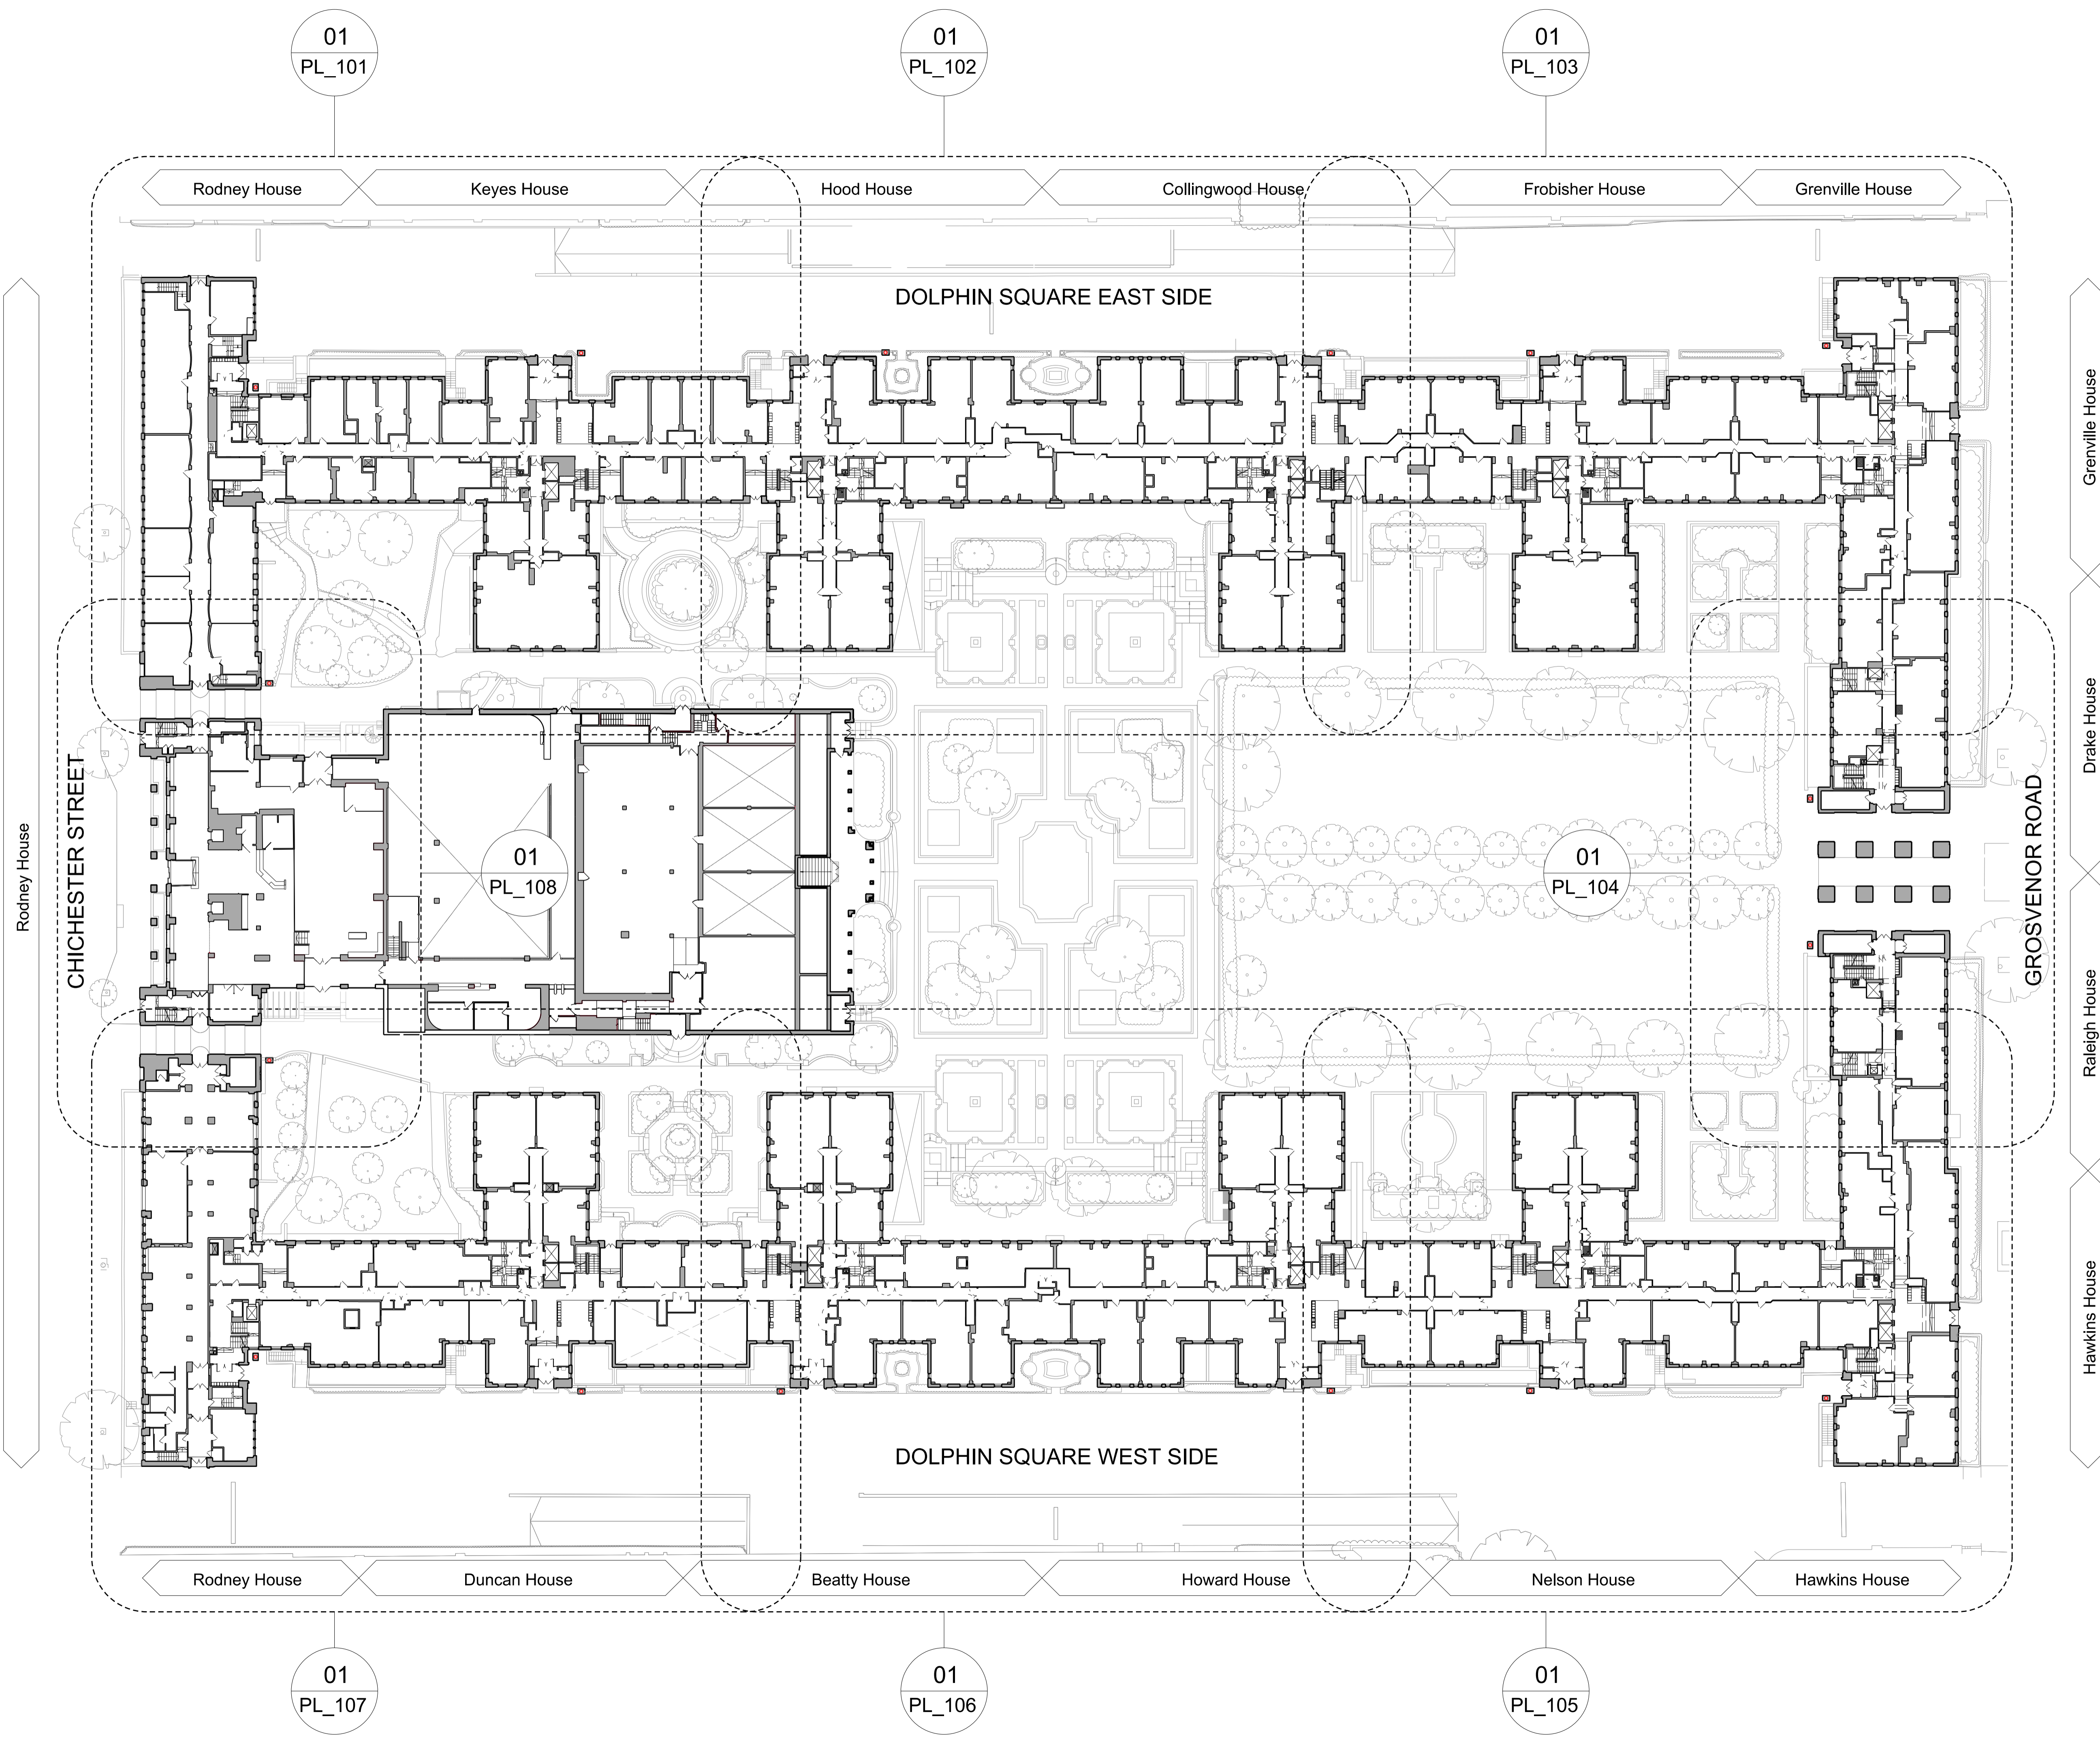 01
PL_101
01
PL_102
01
PL_103
Rodney House
Keyes House
Hood House
Collingwood House
Frobisher House
Grenville House
DOLPHIN SQUARE EAST SIDE
Rodney House
CHICHESTER STREET
01
PL_108
01
PL_104
GROSVENOR ROAD
Grenville House
Drake House
Raleigh House
Hawkins House
DOLPHIN SQUARE WEST SIDE
Rodney House
Duncan House
Beatty House
Howard House
Nelson House
Hawkins House
01
PL_107
01
PL_106
01
PL_105